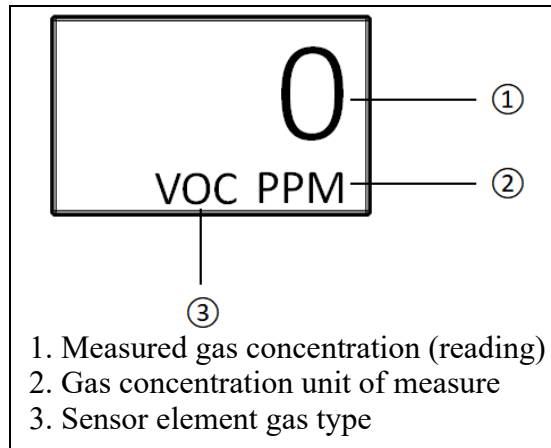 0
①
VOC PPM
②
③
1. Measured gas concentration (reading)
2. Gas concentration unit of measure
3. Sensor element gas type